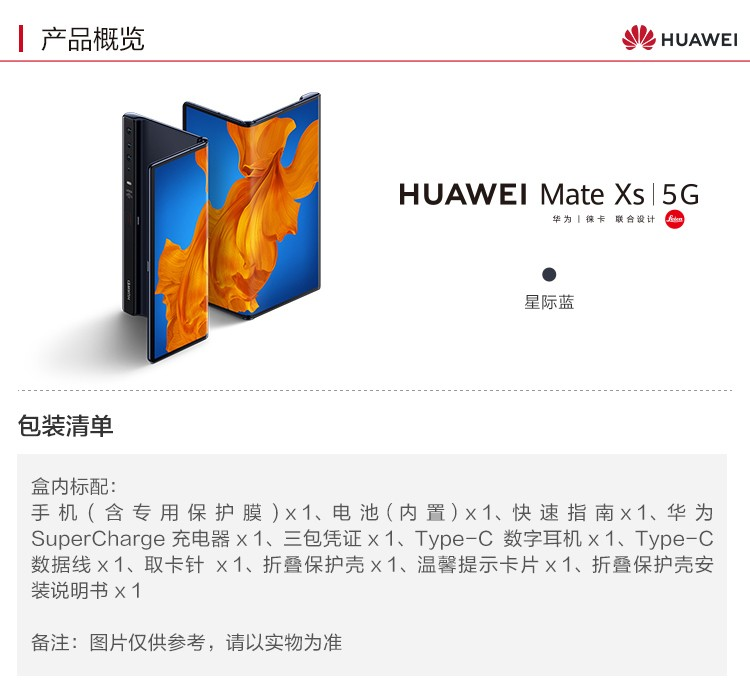 产品概览
HUAWEI
HUAWEI Mate Xs | 5G
华为 | 徕卡 联合设计 Leica
星际蓝
包装清单
盒内标配：
手机(含专用保护膜)x1、电池(内置)x1、快速指南x1、华为
SuperCharge 充电器 x 1、三包凭证 x 1、Type-C 数字耳机 x 1、Type-C
数据线 x 1、取卡针 x 1、折叠保护壳 x 1、温馨提示卡片 x 1、折叠保护壳安
装说明书 x 1
备注：图片仅供参考，请以实物为准